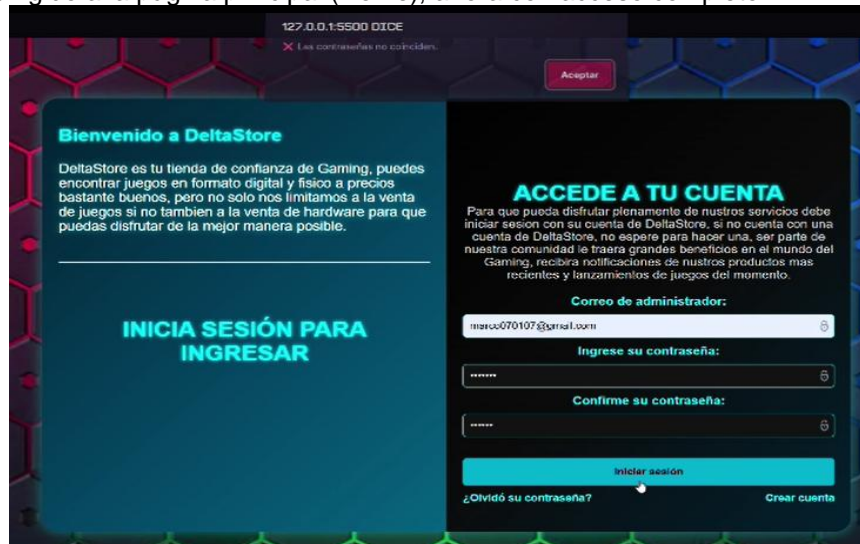 127.0.0.1:5500 DICE
❌ Las contraseñas no coinciden.
Aceptar
Bienvenido a DeltaStore
DeltaStore es tu tienda de confianza de Gaming, puedes
encontrar juegos en formato digital y fisico a precios
bastante buenos, pero no solo nos limitamos a la venta
de juegos si no tambien a la venta de hardware para que
puedas disfrutar de la mejor manera posible.
INICIA SESIÓN PARA
INGRESAR
ACCEDE A TU CUENTA
Para que pueda disfrutar plenamente de nustros servicios debe
iniciar sesion con su cuenta de DeltaStore, si no cuenta con una
cuenta de DeltaStore, no espere para hacer una, ser parte de
nuestra comunidad le traera grandes beneficios en el mundo del
Gaming, recibira notificaciones de nustros productos mas
recientes y lanzamientos de juegos del momento.
Correo de administrador:
marco070107@gmail.com
Ingrese su contraseña:
Confirme su contraseña:
Iniciar sesión
¿Olvidó su contraseña?
Crear cuenta